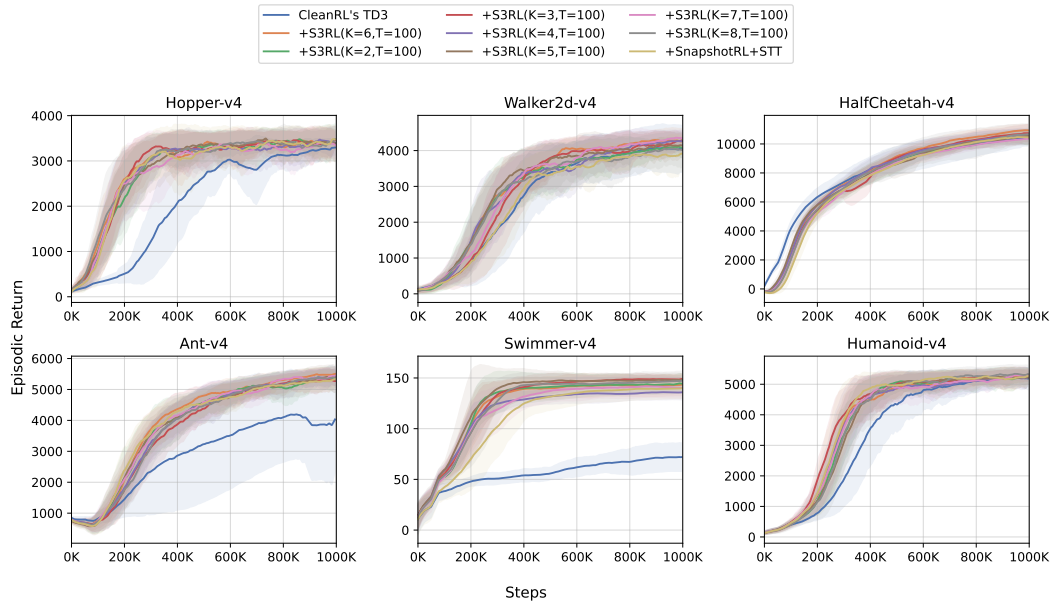 CleanRL's TD3 +S3RL(K=3,T=100) +S3RL(K=7,T=100)
+S3RL(K=6,T=100) +S3RL(K=4,T=100) +S3RL(K=8,T=100)
+S3RL(K=2,T=100) +S3RL(K=5,T=100) +SnapshotRL+STT
Hopper-v4 Walker2d-v4 HalfCheetah-v4
4000
3000
2000
1000
0
0K 200K 400K 600K 800K 1000K
4000
3000
2000
1000
0
0K 200K 400K 600K 800K 1000K
10000
8000
6000
4000
2000
0
0K 200K 400K 600K 800K 1000K
Episodic Return
Ant-v4 Swimmer-v4 Humanoid-v4
6000
5000
4000
3000
2000
1000
0K 200K 400K 600K 800K 1000K
150
100
50
0
0K 200K 400K 600K 800K 1000K
5000
4000
3000
2000
1000
0
0K 200K 400K 600K 800K 1000K
Steps